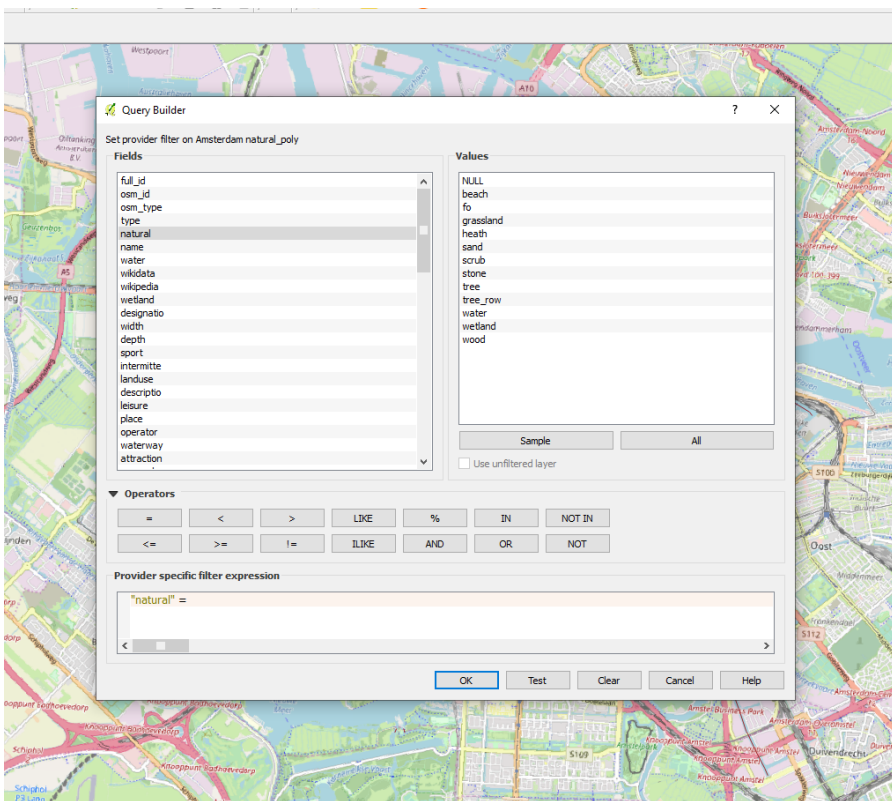 Westpoort
A10
Query Builder
?
Set provider filter on Amsterdam natural_poly
Fields
Values
full_id
osm_id
osm_type
type
natural
name
water
wikidata
wikipedia
wetland
designatio
width
depth
sport
intermitte
landuse
descriptio
leisure
place
operator
waterway
attraction
NULL
beach
fo
grassland
heath
sand
scrub
stone
tree
tree_row
water
wetland
wood
Sample
All
Use unfiltered layer
Operators
=
<
>
LIKE
%
IN
NOT IN
<=
>=
!=
ILIKE
AND
OR
NOT
Provider specific filter expression
"natural" =
OK
Test
Clear
Cancel
Help
Amsterdam-Noord
A5
S100
Oost
S112
S109
Duivendrecht
Knooppunt Amstel
Schiphol